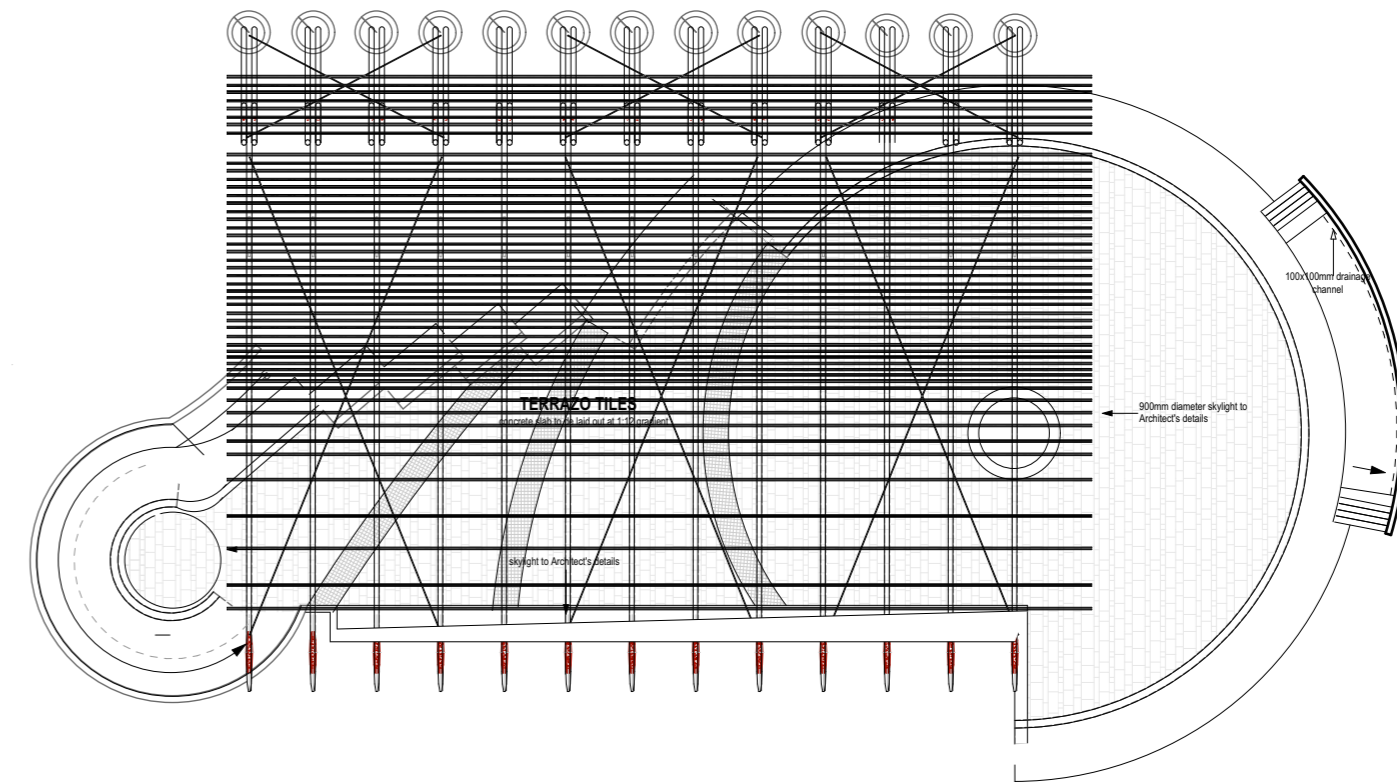 100x100mm drainage
channel
TERRAZO TILES
concrete slab to be laid out at 1:12 gradient
900mm diameter skylight to
Architect's details
skylight to Architect's details